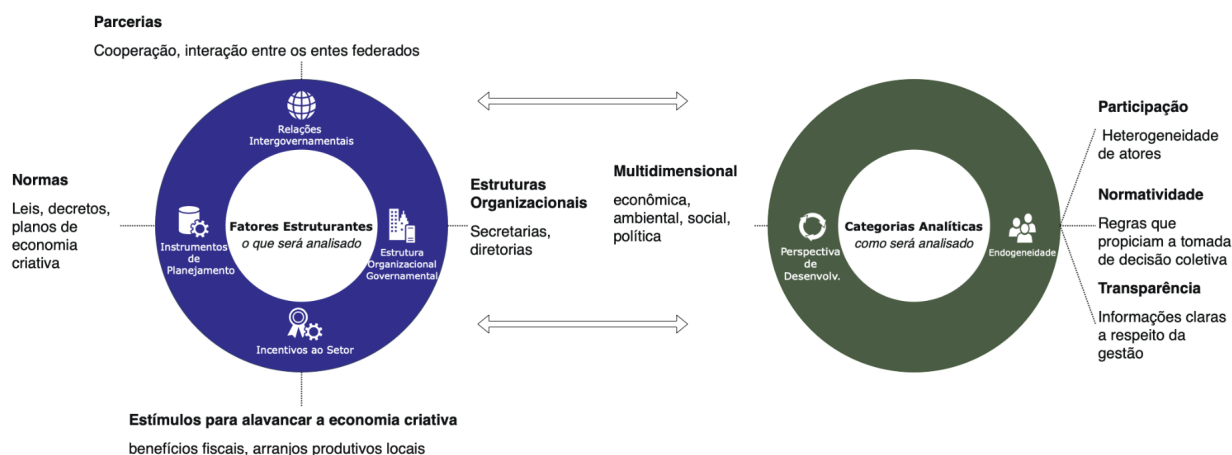 Parcerias
Cooperação, interação entre os entes federados
Relações
Intergovernamentais
Normas
Leis, decretos,
planos de
economia
criativa
Instrumentos
de
Planejamento
Fatores Estruturantes
o que será analisado
Estrutura
Organizacional
Governamental
Incentivos ao Setor
Estruturas
Organizacionais
Secretarias,
diretorias
Estímulos para alavancar a economia criativa
benefícios fiscais, arranjos produtivos locais
Multidimensional
econômica,
ambiental, social,
política
Perspectiva
de
Desenvolv.
Categorias Analíticas
como será analisado
Endogeneidade
Participação
Heterogeneidade
de atores
Normatividade
Regras que
propiciam a tomada
de decisão coletiva
Transparência
Informações claras
a respeito da
gestão